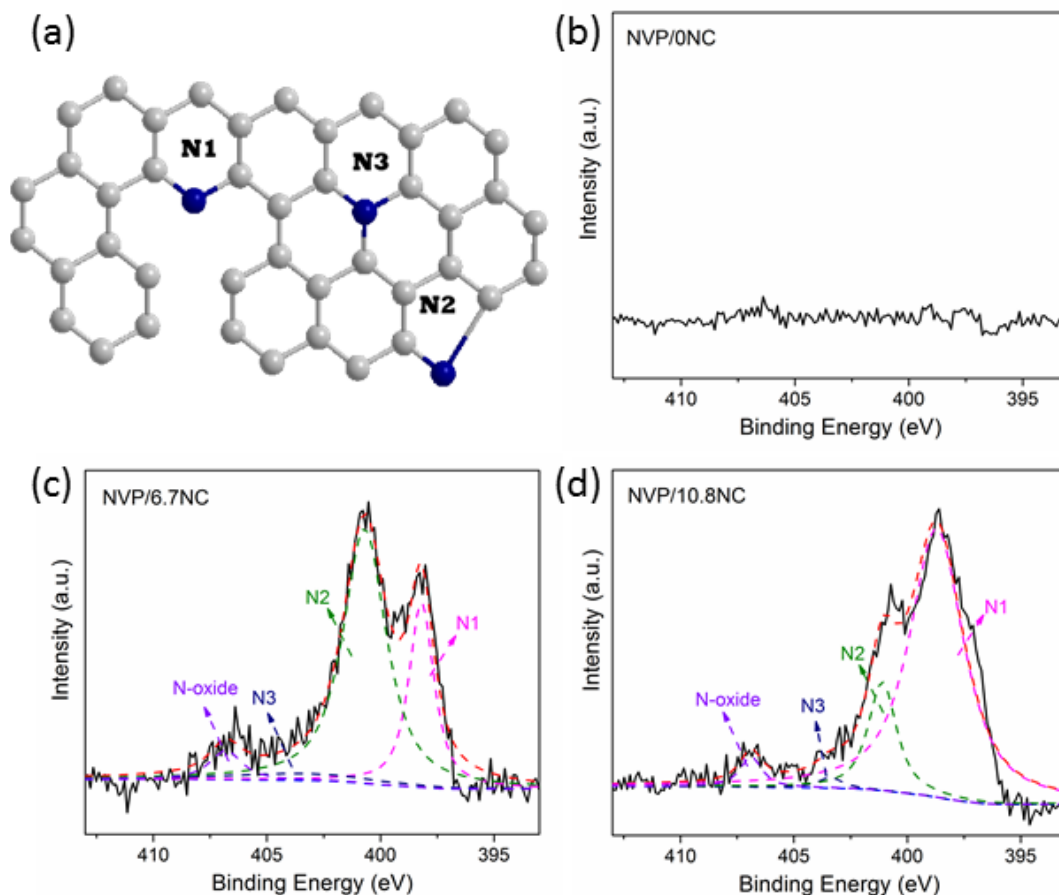 (a)
N1
N3
N2
(b)
NVP/0NC
Intensity (a.u.)
410
405
400
395
Binding Energy (eV)
(c)
NVP/6.7NC
N2
N1
N-oxide
N3
Intensity (a.u.)
410
405
400
395
Binding Energy (eV)
(d)
NVP/10.8NC
N1
N2
N-oxide
N3
Intensity (a.u.)
410
405
400
395
Binding Energy (eV)